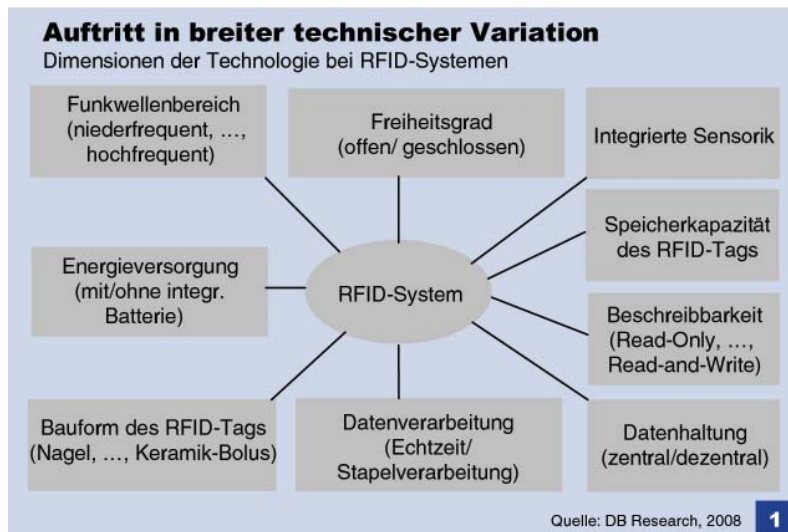 Auftritt in breiter technischer Variation
Dimensionen der Technologie bei RFID-Systemen
Funkwellenbereich
(niederfrequent, …,
hochfrequent)
Freiheitsgrad
(offen/ geschlossen)
Integrierte Sensorik
Speicherkapazität
des RFID-Tags
Energieversorgung
(mit/ohne integr.
Batterie)
RFID-System
Beschreibbarkeit
(Read-Only, …,
Read-and-Write)
Bauform des RFID-Tags
(Nagel, …, Keramik-Bolus)
Datenverarbeitung
(Echtzeit/
Stapelverarbeitung)
Datenhaltung
(zentral/dezentral)
Quelle: DB Research, 2008
1